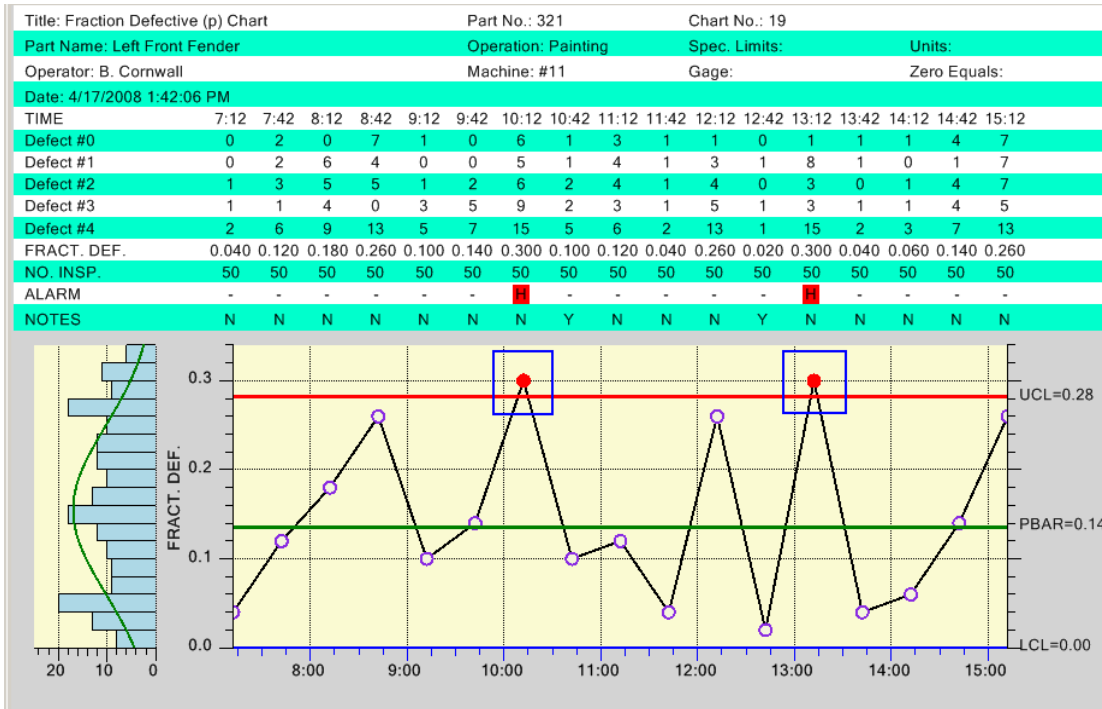 Title: Fraction Defective (p) Chart Part No.: 321 Chart No.: 19
Part Name: Left Front Fender Operation: Painting Spec. Limits: Units:
Operator: B. Cornwall Machine: #11 Gage: Zero Equals:
Date: 4/17/2008 1:42:06 PM
TIME 7:12 7:42 8:12 8:42 9:12 9:42 10:12 10:42 11:12 11:42 12:12 12:42 13:12 13:42 14:12 14:42 15:12
Defect #0 0 2 0 7 1 0 6 1 3 1 1 0 1 1 1 4 7
Defect #1 0 2 6 4 0 0 5 1 4 1 3 1 8 1 0 1 7
Defect #2 1 3 5 5 1 2 6 2 4 1 4 0 3 0 1 4 7
Defect #3 1 1 4 0 3 5 9 2 3 1 5 1 3 1 1 4 5
Defect #4 2 6 9 13 5 7 15 5 6 2 13 1 15 2 3 7 13
FRACT. DEF. 0.040 0.120 0.180 0.260 0.100 0.140 0.300 0.100 0.120 0.040 0.260 0.020 0.300 0.040 0.060 0.140 0.260
NO. INSP. 50 50 50 50 50 50 50 50 50 50 50 50 50 50 50 50 50
ALARM - - - - - - H - - - - - H - - - -
NOTES N N N N N N N Y N N N Y N N N N N
0.3
UCL=0.28
0.2
FRACT. DEF.
PBAR=0.14
0.1
0.0
LCL=0.00
20 10 0
8:00 9:00 10:00 11:00 12:00 13:00 14:00 15:00